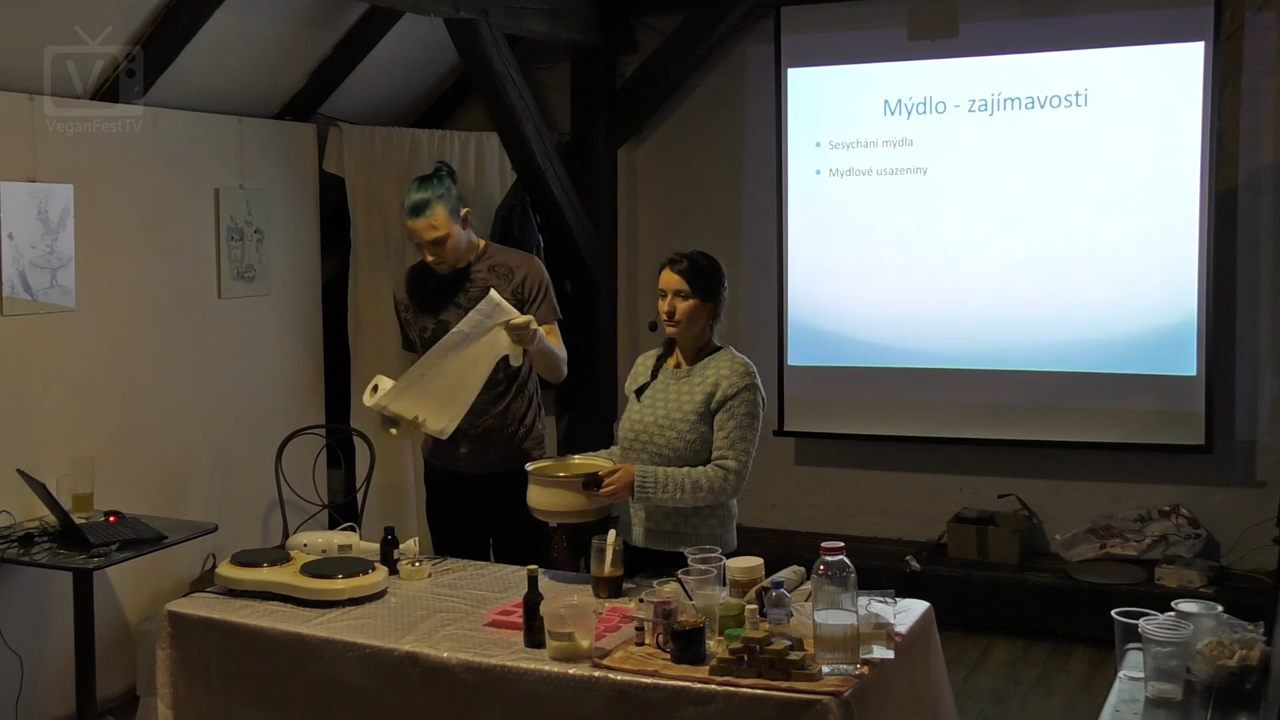 V
VeganFestTV
Mýdlo - zajímavosti
Sesychání mýdla
Mýdlové usazeniny